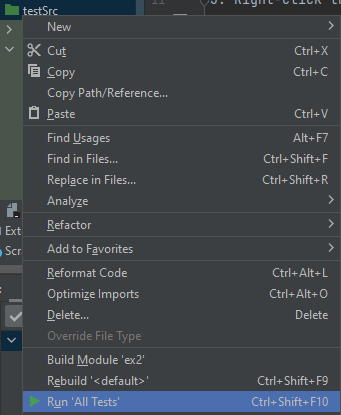 testSrc
5. Right-click th
New
Cut Ctrl+X
Copy Ctrl+C
Copy Path/Reference...
Paste Ctrl+V
Find Usages Alt+F7
Find in Files... Ctrl+Shift+F
Replace in Files... Ctrl+Shift+R
Analyze
Refactor
Add to Favorites
Reformat Code Ctrl+Alt+L
Optimize Imports Ctrl+Alt+O
Delete... Delete
Override File Type
Build Module 'ex2'
Rebuild '<default>' Ctrl+Shift+F9
Run 'All Tests' Ctrl+Shift+F10
Ext
Scr